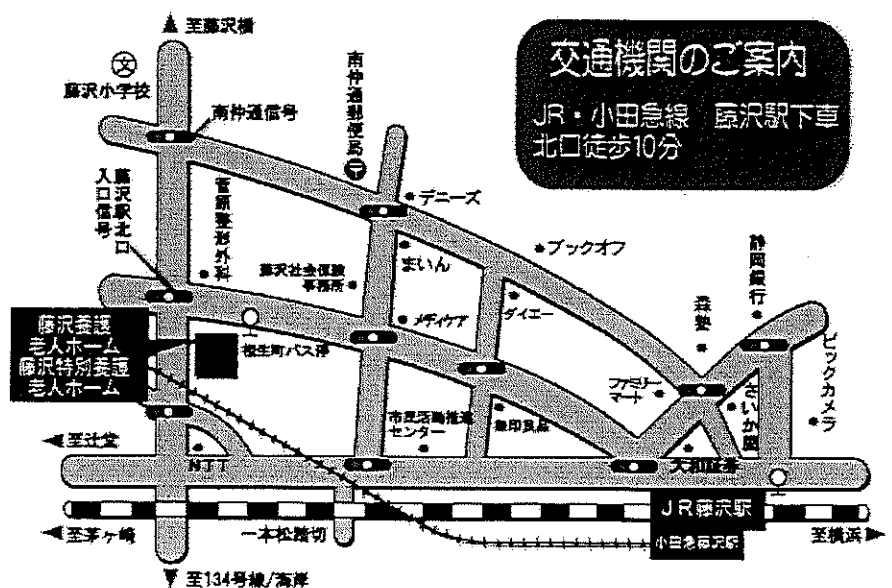 至藤沢橋
文
藤沢小学校
南仲通信号
南仲通郵便局
〒
交通機関のご案内
JR・小田急線 藤沢駅下車
北口徒歩10分
デニーズ
藤沢駅北口
入口信号
菅原整形外科
藤沢社会保険
事務所
まいん
ブックオフ
静岡銀行
メディケア
ダイエー
森塾
ビックカメラ
藤沢養護
老人ホーム
藤沢特別養護
老人ホーム
相生町バス停
ファミリー
マート
さいか屋
市民活動推進
センター
無印良品
至辻堂
NTT
大和証券
JR藤沢駅
小田急藤沢駅
至茅ヶ崎
一本松踏切
至横浜
至134号線/海岸